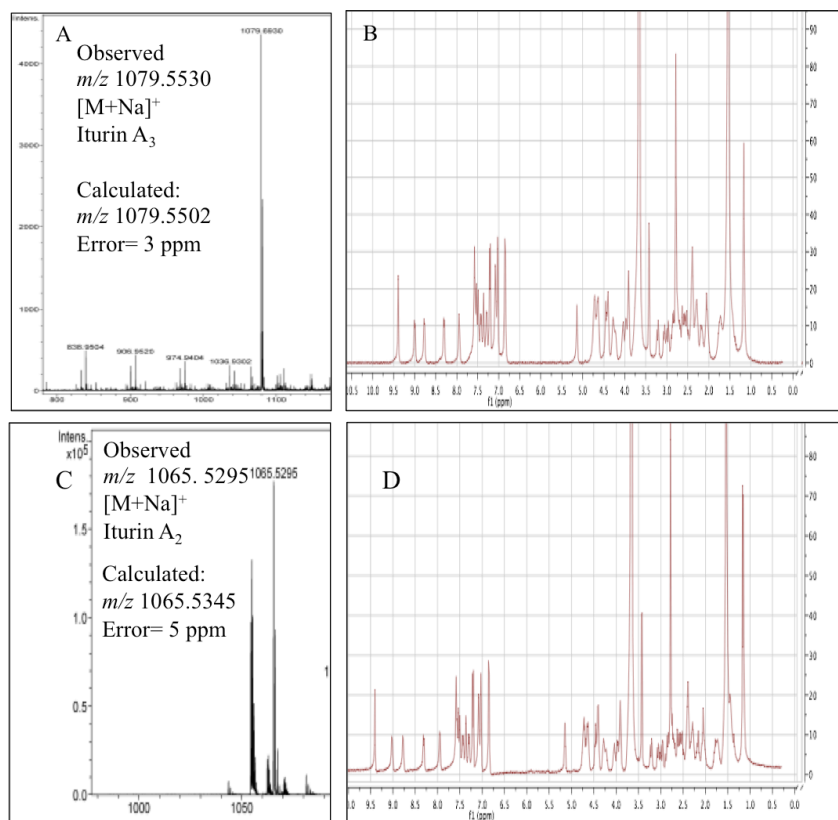 Intens.
A
1079.5530
Observed
m/z 1079.5530
[M+Na]+
Iturin A3
Calculated:
m/z 1079.5502
Error= 3 ppm
4000
3000
2000
1000
0
838.9504
906.9520
974.9404
1036.9302
800
1000
1100
B
90
80
70
60
50
40
30
20
10
0
10.5 10.0 9.5 9.0 8.5 8.0 7.5 7.0 6.5 6.0 5.5 5.0 4.5 4.0 3.5 3.0 2.5 2.0 1.5 1.0 0.5 0.0
f1 (ppm)
Intens.
x105
C
Observed
m/z 1065. 5295
1065.5295
[M+Na]+
Iturin A2
Calculated:
m/z 1065.5345
Error= 5 ppm
1.5
1.0
0.5
0.0
1000
1050
1
D
80
70
60
50
40
30
20
10
0
10.0 9.5 9.0 8.5 8.0 7.5 7.0 6.5 6.0 5.5 5.0 4.5 4.0 3.5 3.0 2.5 2.0 1.5 1.0 0.5 0.0
f1 (ppm)